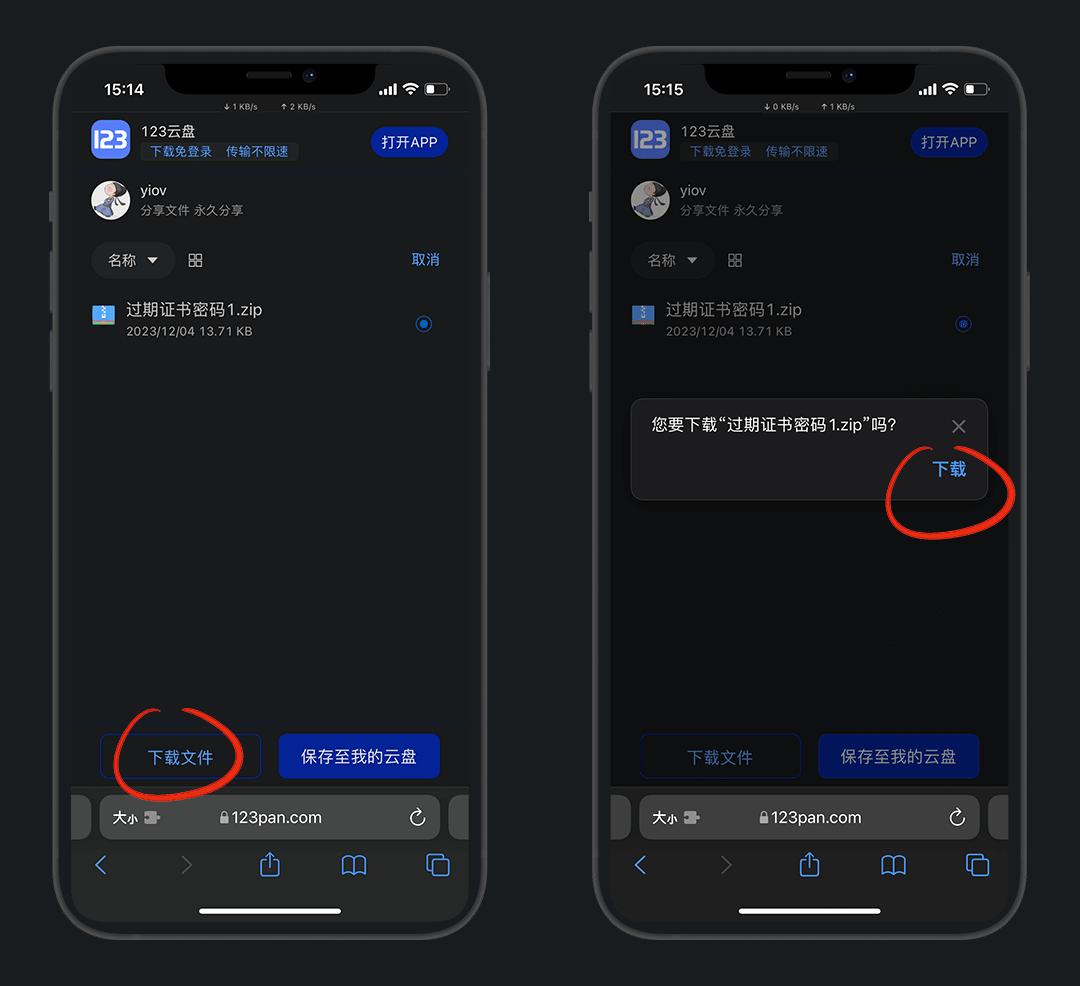 15:14
↓ 1 KB/s ↑ 2 KB/s
123
123云盘
打开APP
下载免登录 传输不限速
yiov
分享文件 永久分享
名称
取消
过期证书密码1.zip
2023/12/04 13.71 KB
下载文件
保存至我的云盘
大小
123pan.com
15:15
↓ 0 KB/s ↑ 1 KB/s
123
123云盘
打开APP
下载免登录 传输不限速
yiov
分享文件 永久分享
名称
取消
过期证书密码1.zip
2023/12/04 13.71 KB
您要下载“过期证书密码1.zip”吗?
下载
下载文件
保存至我的云盘
大小
123pan.com